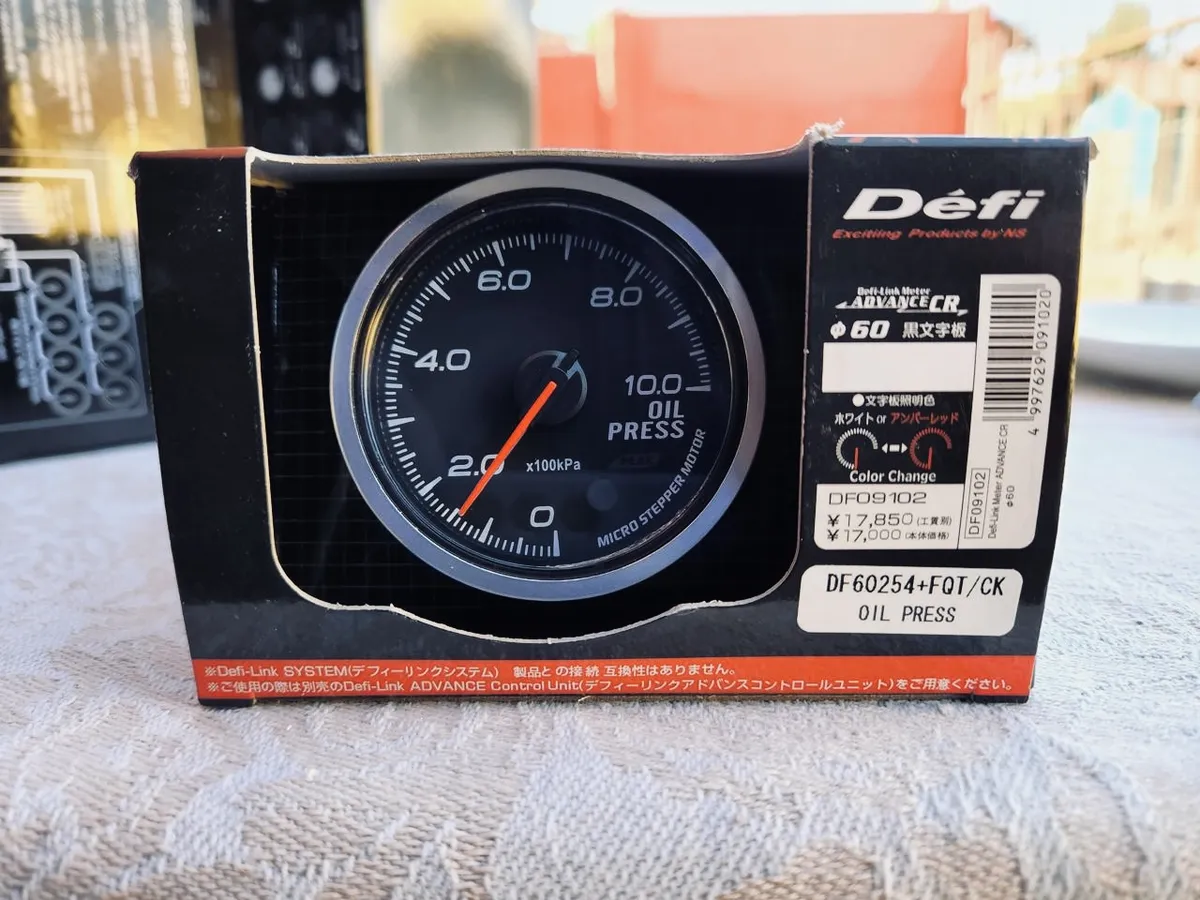 6.0
8.0
4.0
10.0
OIL
PRESS
2.0
x100kPa
0
MICRO STEPPER MOTOR
Défi
Exciting Products by NS
Defi-Link Meter
ADVANCE CR
φ60 黒文字板
●文字板照明色
ホワイト or アンバーレッド
Color Change
DF09102
¥17,850(工賃別)
¥17,000(本体価格)
4 997629 091020
DF09102
Defi-Link Meter ADVANCE CR
φ60
DF60254+FQT/CK
OIL PRESS
※Defi-Link SYSTEM(デフィーリンクシステム) 製品との接続互換性はありません。
※ご使用の際は別売のDefi-Link ADVANCE Control Unit(デフィーリンクアドバンスコントロールユニット)をご用意ください。